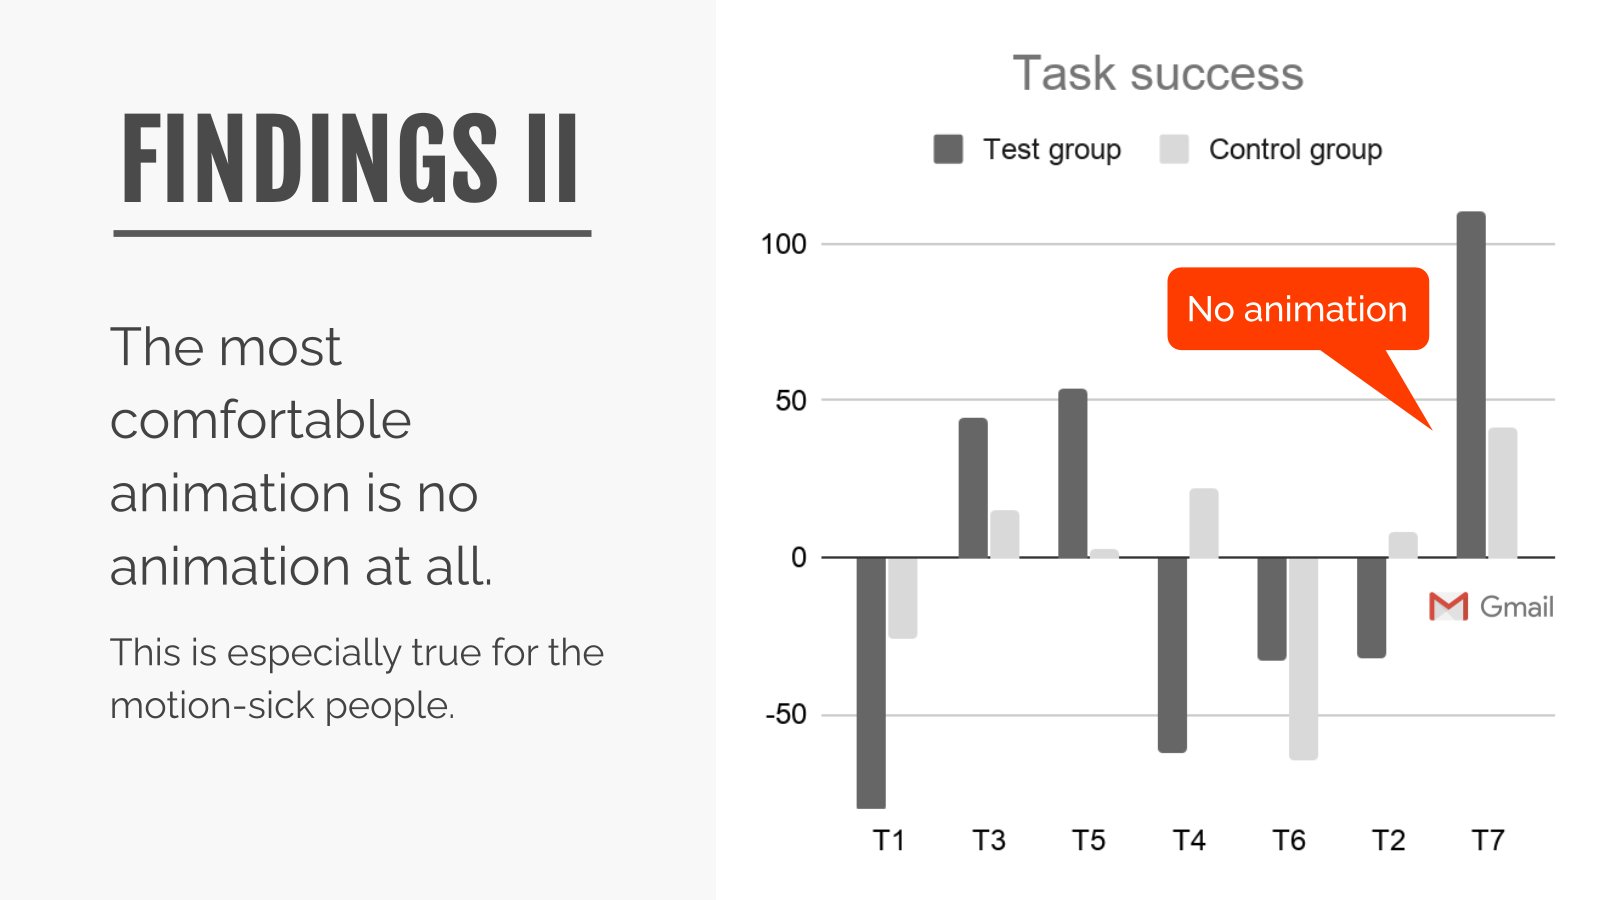 FINDINGS II
The most
comfortable
animation is no
animation at all.
This is especially true for the
motion-sick people.
Task success
Test group
Control group
100
50
0
-50
No animation
Gmail
T1
T3
T5
T4
T6
T2
T7